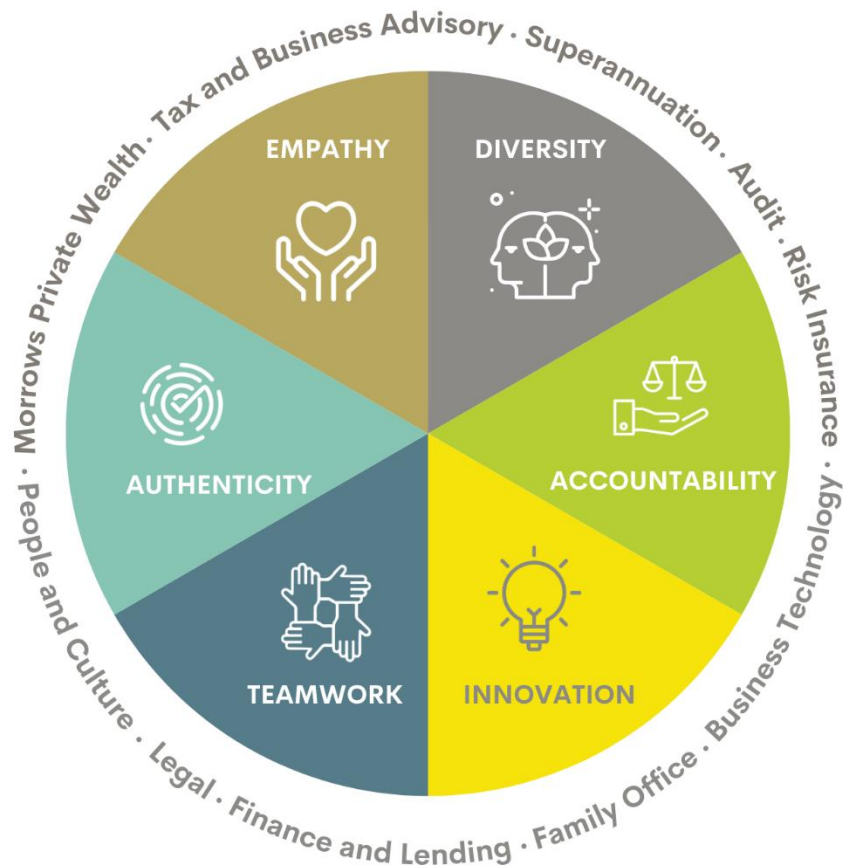 Morrows Private Wealth · Tax and Business Advisory · Superannuation · Audit · Risk Insurance ·
People and Culture · Legal · Finance and Lending · Family Office · Business Technology ·
EMPATHY
DIVERSITY
AUTHENTICITY
ACCOUNTABILITY
TEAMWORK
INNOVATION